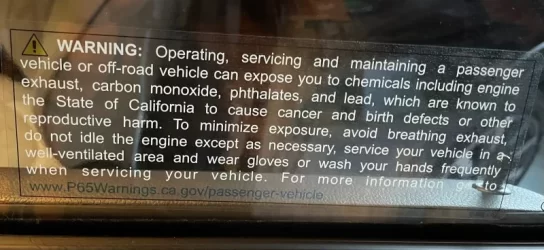 WARNING: Operating, servicing and maintaining a passenger
vehicle or off-road vehicle can expose you to chemicals including engine
exhaust, carbon monoxide, phthalates, and lead, which are known to
the State of California to cause cancer and birth defects or other
reproductive harm. To minimize exposure, avoid breathing exhaust,
do not idle the engine except as necessary, service your vehicle in a
well-ventilated area and wear gloves or wash your hands frequently
when servicing your vehicle. For more information go to
www.P65Warnings.ca.gov/passenger-vehicle.